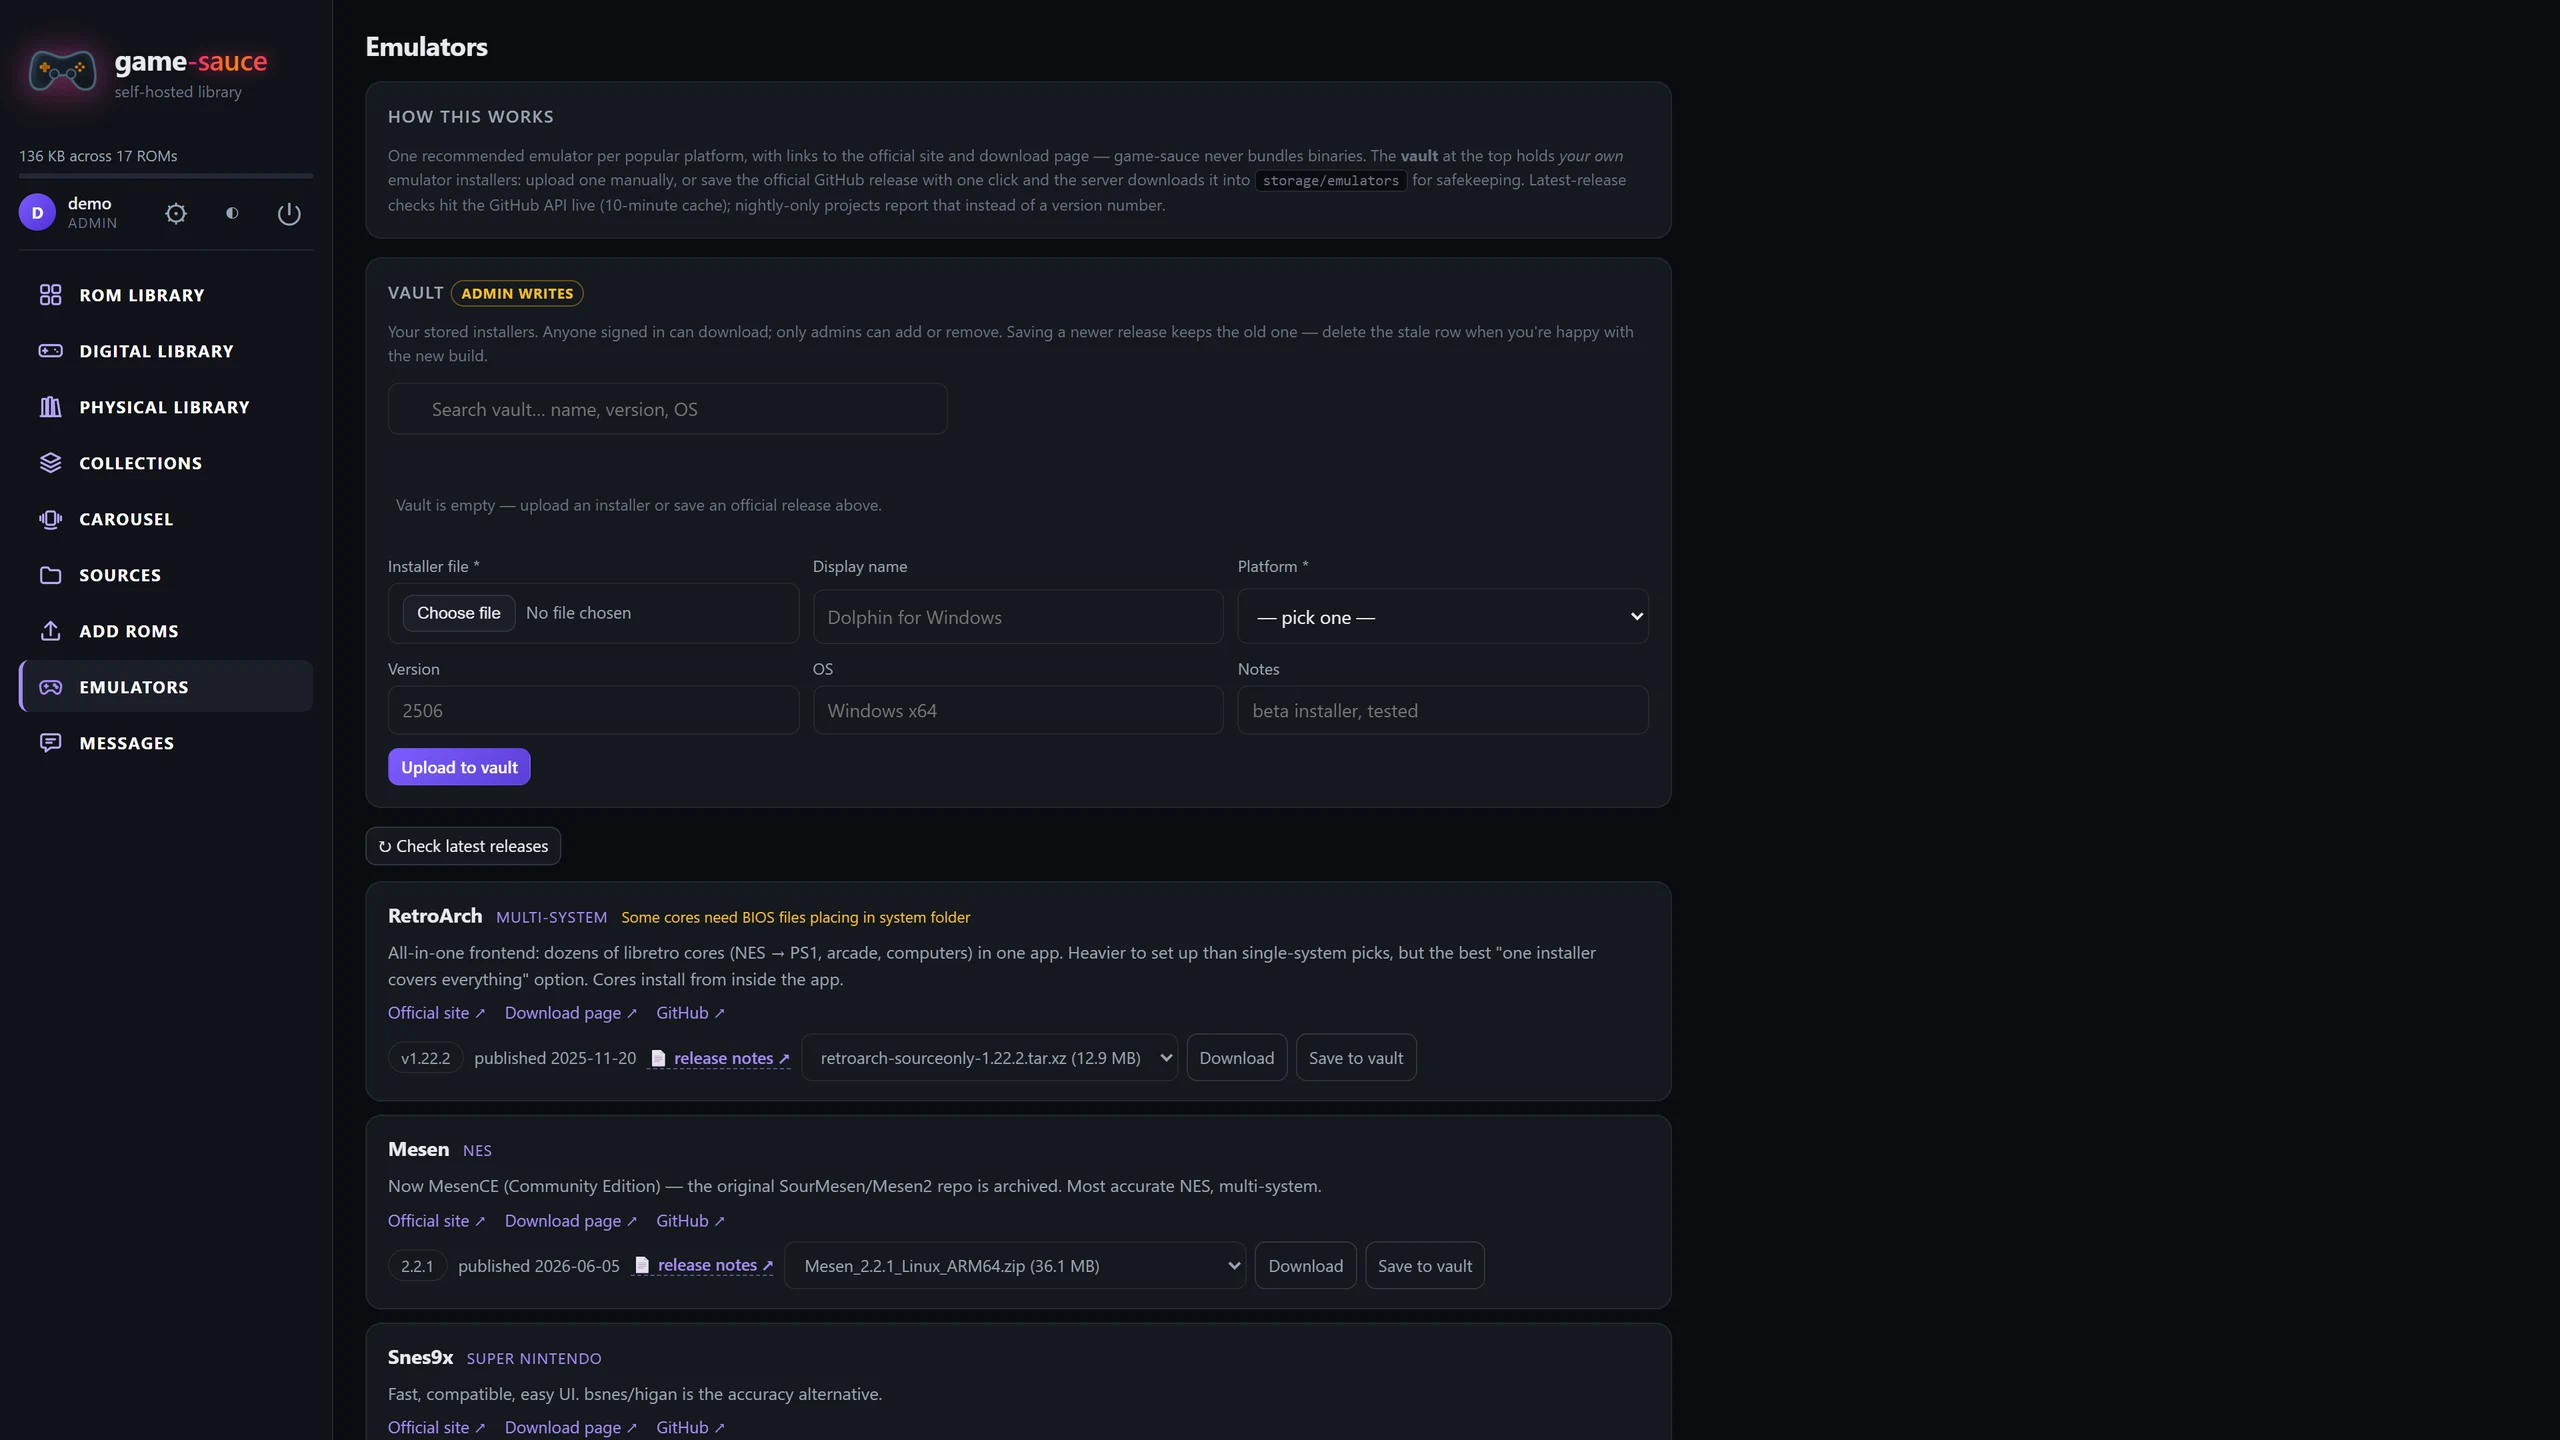 game-sauce
self-hosted library
136 KB across 17 ROMs
D
demo
ADMIN
ROM LIBRARY
DIGITAL LIBRARY
PHYSICAL LIBRARY
COLLECTIONS
CAROUSEL
SOURCES
ADD ROMS
EMULATORS
MESSAGES
Emulators
HOW THIS WORKS
One recommended emulator per popular platform, with links to the official site and download page — game-sauce never bundles binaries. The vault at the top holds your own
emulator installers: upload one manually, or save the official GitHub release with one click and the server downloads it into storage/emulators for safekeeping. Latest-release
checks hit the GitHub API live (10-minute cache); nightly-only projects report that instead of a version number.
VAULT ADMIN WRITES
Your stored installers. Anyone signed in can download; only admins can add or remove. Saving a newer release keeps the old one — delete the stale row when you're happy with
the new build.
Search vault... name, version, OS
Vault is empty — upload an installer or save an official release above.
Installer file * Display name Platform *
Choose file No file chosen Dolphin for Windows — pick one —
Version OS Notes
2506 Windows x64 beta installer, tested
Upload to vault
↻ Check latest releases
RetroArch MULTI-SYSTEM Some cores need BIOS files placing in system folder
All-in-one frontend: dozens of libretro cores (NES → PS1, arcade, computers) in one app. Heavier to set up than single-system picks, but the best "one installer
covers everything" option. Cores install from inside the app.
Official site ↗ Download page ↗ GitHub ↗
v1.22.2 published 2025-11-20 release notes ↗ retroarch-sourceonly-1.22.2.tar.xz (12.9 MB) Download Save to vault
Mesen NES
Now MesenCE (Community Edition) — the original SourMesen/Mesen2 repo is archived. Most accurate NES, multi-system.
Official site ↗ Download page ↗ GitHub ↗
2.2.1 published 2026-06-05 release notes ↗ Mesen_2.2.1_Linux_ARM64.zip (36.1 MB) Download Save to vault
Snes9x SUPER NINTENDO
Fast, compatible, easy UI. bsnes/higan is the accuracy alternative.
Official site ↗ Download page ↗ GitHub ↗